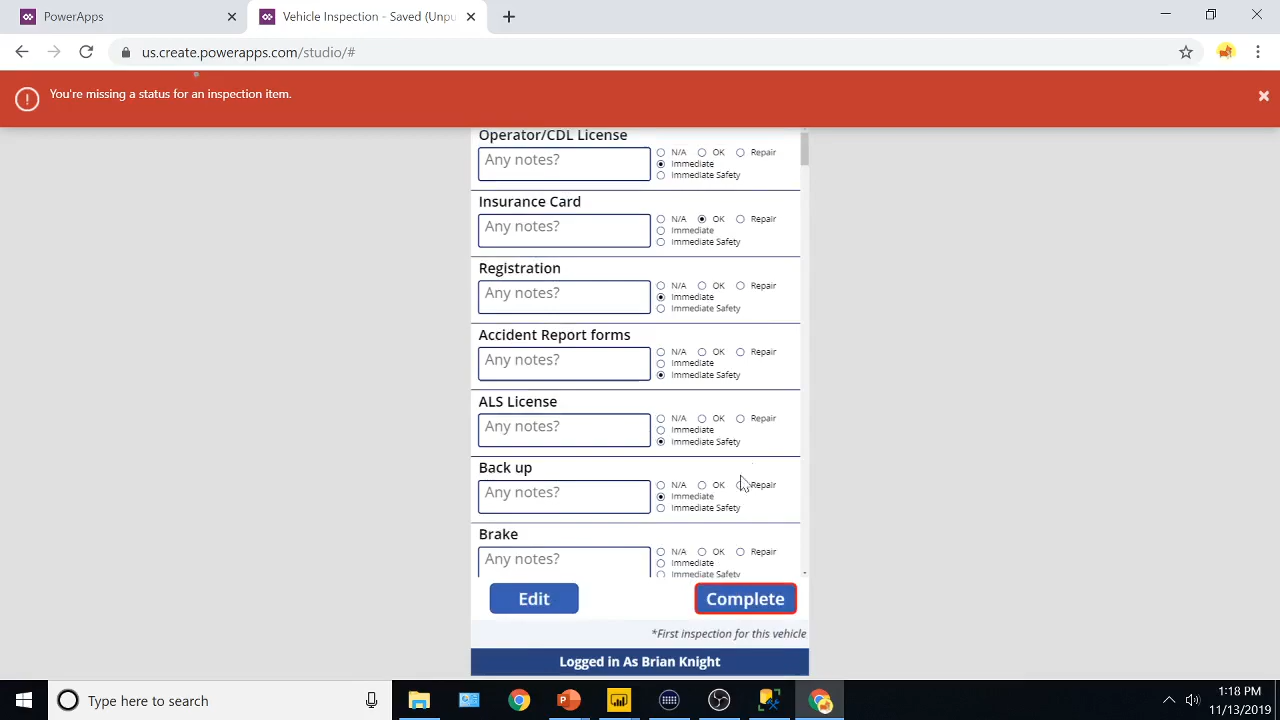 PowerApps
Vehicle Inspection - Saved (Unpu
us.create.powerapps.com/studio/#
You're missing a status for an inspection item.
Operator/CDL License
Any notes?
N/A OK Repair
Immediate
Immediate Safety
Insurance Card
Any notes?
N/A OK Repair
Immediate
Immediate Safety
Registration
Any notes?
N/A OK Repair
Immediate
Immediate Safety
Accident Report forms
Any notes?
N/A OK Repair
Immediate
Immediate Safety
ALS License
Any notes?
N/A OK Repair
Immediate
Immediate Safety
Back up
Any notes?
N/A OK Repair
Immediate
Immediate Safety
Brake
Any notes?
N/A OK Repair
Immediate
Immediate Safety
Edit
Complete
*First inspection for this vehicle
Logged in As Brian Knight
Type here to search
1:18 PM
11/13/2019